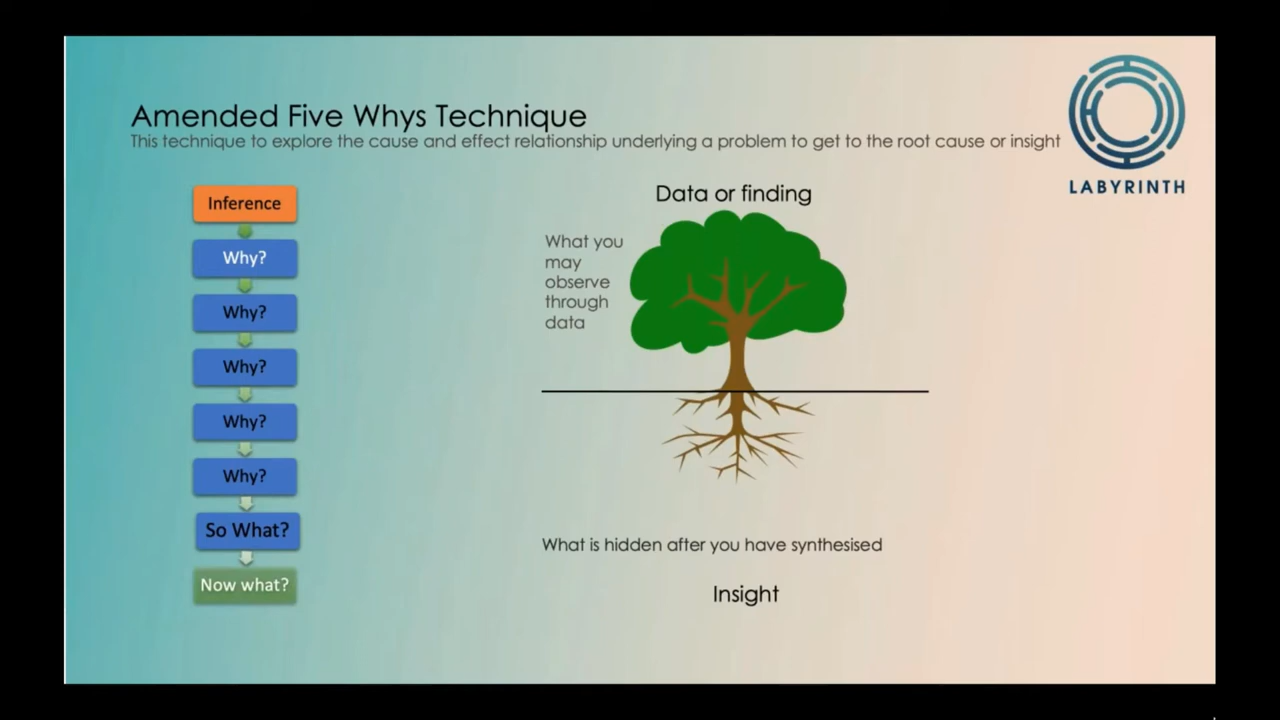 Amended Five Whys Technique
This technique to explore the cause and effect relationship underlying a problem to get to the root cause or insight
LABYRINTH
Inference
Why?
Why?
Why?
Why?
Why?
So What?
Now what?
Data or finding
What you
may
observe
through
data
What is hidden after you have synthesised
Insight